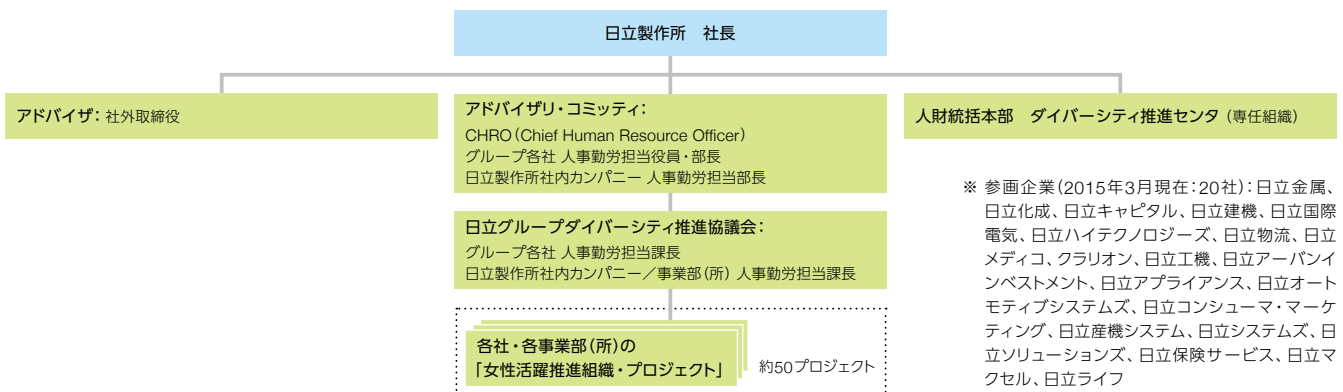 日立製作所　社長
アドバイザ：社外取締役
アドバイザリ・コミッティ：
CHRO（Chief Human Resource Officer）
グループ各社 人事勤労担当役員・部長
日立製作所社内カンパニー 人事勤労担当部長
人財統括本部　ダイバーシティ推進センタ（専任組織）
日立グループダイバーシティ推進協議会：
グループ各社 人事勤労担当課長
日立製作所社内カンパニー／事業部（所） 人事勤労担当課長
各社・各事業部（所）の
「女性活躍推進組織・プロジェクト」
約50プロジェクト
※ 参画企業（2015年3月現在：20社）：日立金属、
日立化成、日立キャピタル、日立建機、日立国際
電気、日立ハイテクノロジーズ、日立物流、日立
メディコ、クラリオン、日立工機、日立アーバンイ
ンベストメント、日立アプライアンス、日立オート
モティブシステムズ、日立コンシューマ・マーケ
ティング、日立産機システム、日立システムズ、日
立ソリューションズ、日立保険サービス、日立マ
クセル、日立ライフ